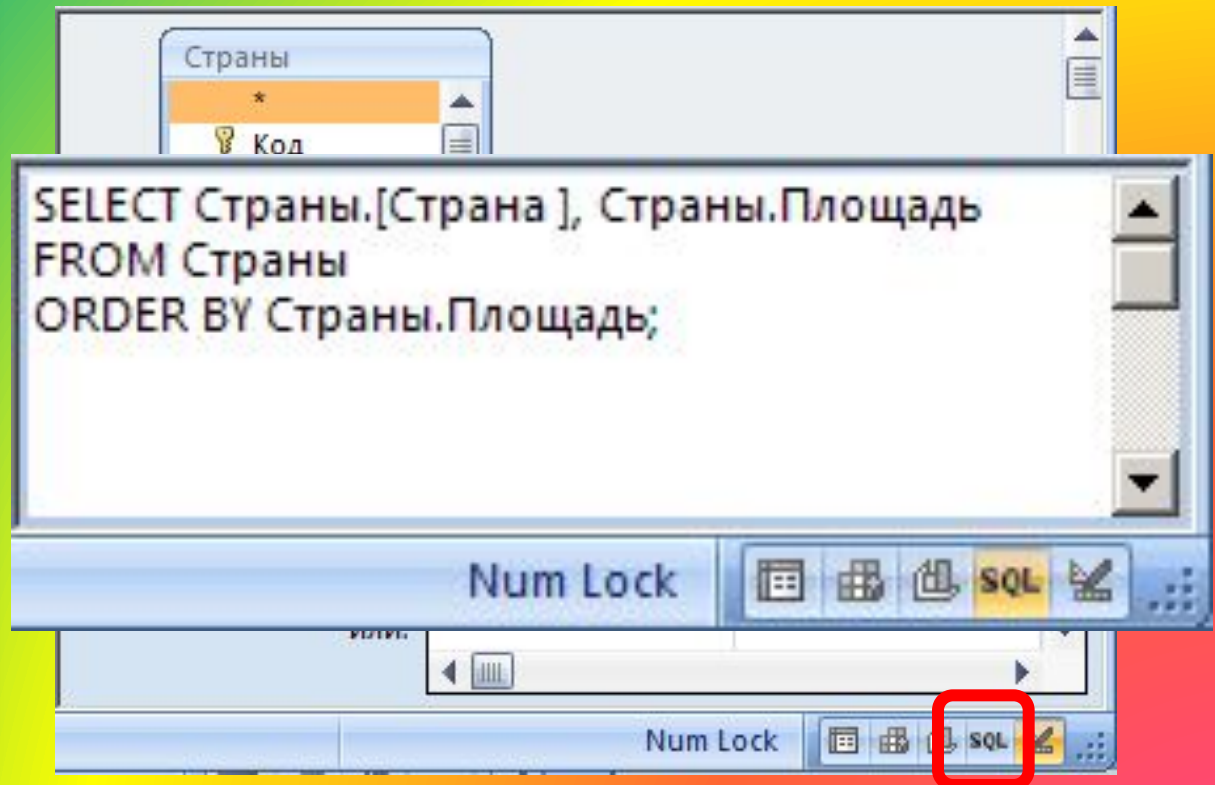 Страны
*
Код
SELECT Страны.[Страна ], Страны.Площадь
FROM Страны
ORDER BY Страны.Площадь;
Num Lock
SQL
или:
Num Lock
SQL